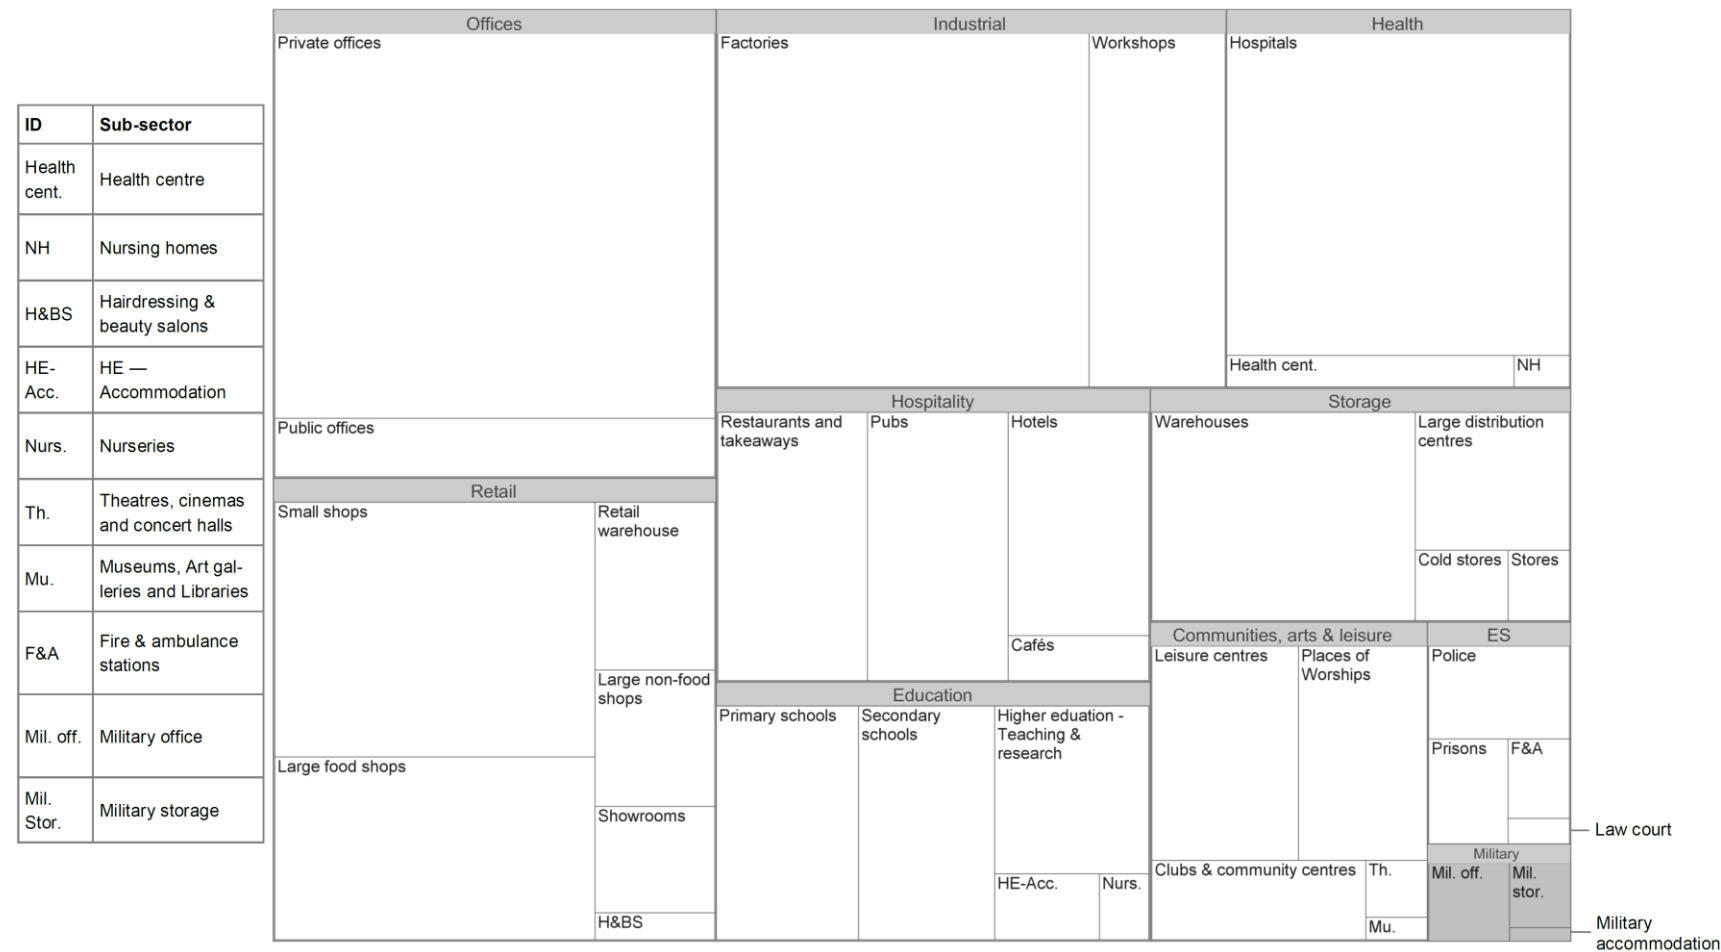 ID Sub-sector
Health
cent.
Health centre
NH Nursing homes
H&BS
Hairdressing &
beauty salons
HE-
Acc.
HE —
Accommodation
Nurs. Nurseries
Th.
Theatres, cinemas
and concert halls
Mu.
Museums, Art gal-
leries and Libraries
F&A
Fire & ambulance
stations
Mil. off. Military office
Mil.
Stor.
Military storage
Offices
Private offices
Public offices
Retail
Small shops
Large food shops
Retail
warehouse
Large non-food
shops
Showrooms
H&BS
Industrial
Factories
Workshops
Health
Hospitals
Health cent.
NH
Hospitality
Restaurants and
takeaways
Pubs
Hotels
Cafés
Storage
Warehouses
Large distribution
centres
Cold stores
Stores
Education
Primary schools
Secondary
schools
Higher eduation -
Teaching &
research
HE-Acc.
Nurs.
Communities, arts & leisure
Leisure centres
Places of
Worships
Clubs & community centres
Th.
Mu.
ES
Police
Prisons
F&A
Law court
Military
Mil. off.
Mil.
stor.
Military
accommodation